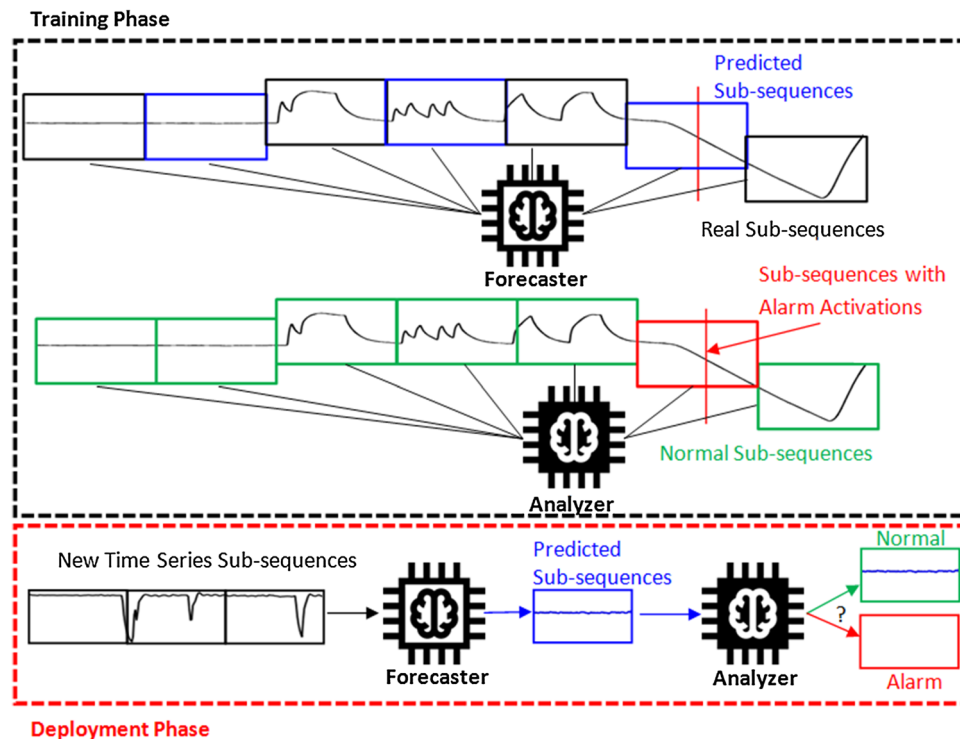 Training Phase
Predicted
Sub-sequences
Real Sub-sequences
Forecaster
Sub-sequences with
Alarm Activations
Normal Sub-sequences
Analyzer
New Time Series Sub-sequences
Predicted
Sub-sequences
Normal
?
Forecaster
Analyzer
Alarm
Deployment Phase